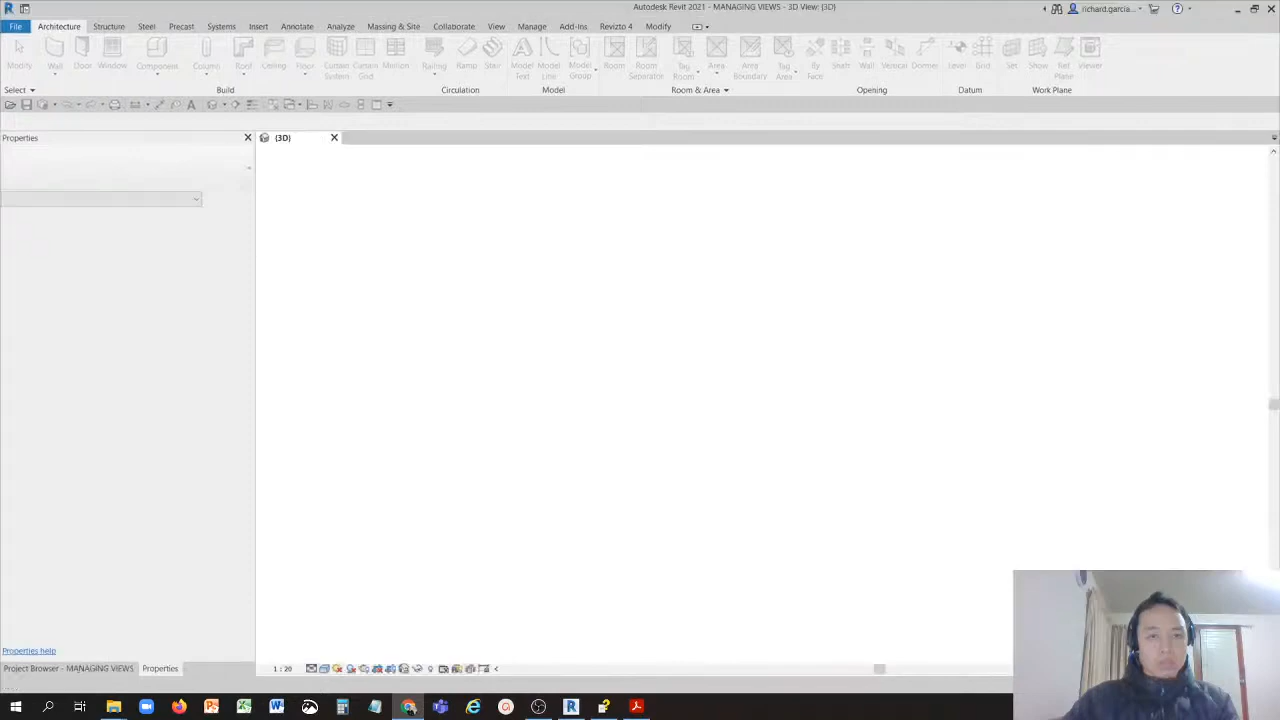 Autodesk Revit 2021 - MANAGING VIEWS - 3D View: {3D}
richard.garcia...
File Architecture Structure Steel Precast Systems Insert Annotate Analyze Massing & Site Collaborate View Manage Add-Ins Revizto 4 Modify
Modify Wall Door Window Component Column Roof Ceiling Floor Curtain System Curtain Grid Mullion Railing Ramp Stair Model Text Model Line Model Group Room Room Separator Tag Room Area Area Boundary Tag Area By Face Shaft Wall Vertical Dormer Level Grid Set Show Ref Plane Viewer
Select Build Circulation Model Room & Area Opening Datum Work Plane
Properties
{3D}
Properties help
Project Browser - MANAGING VIEWS Properties
1 : 20